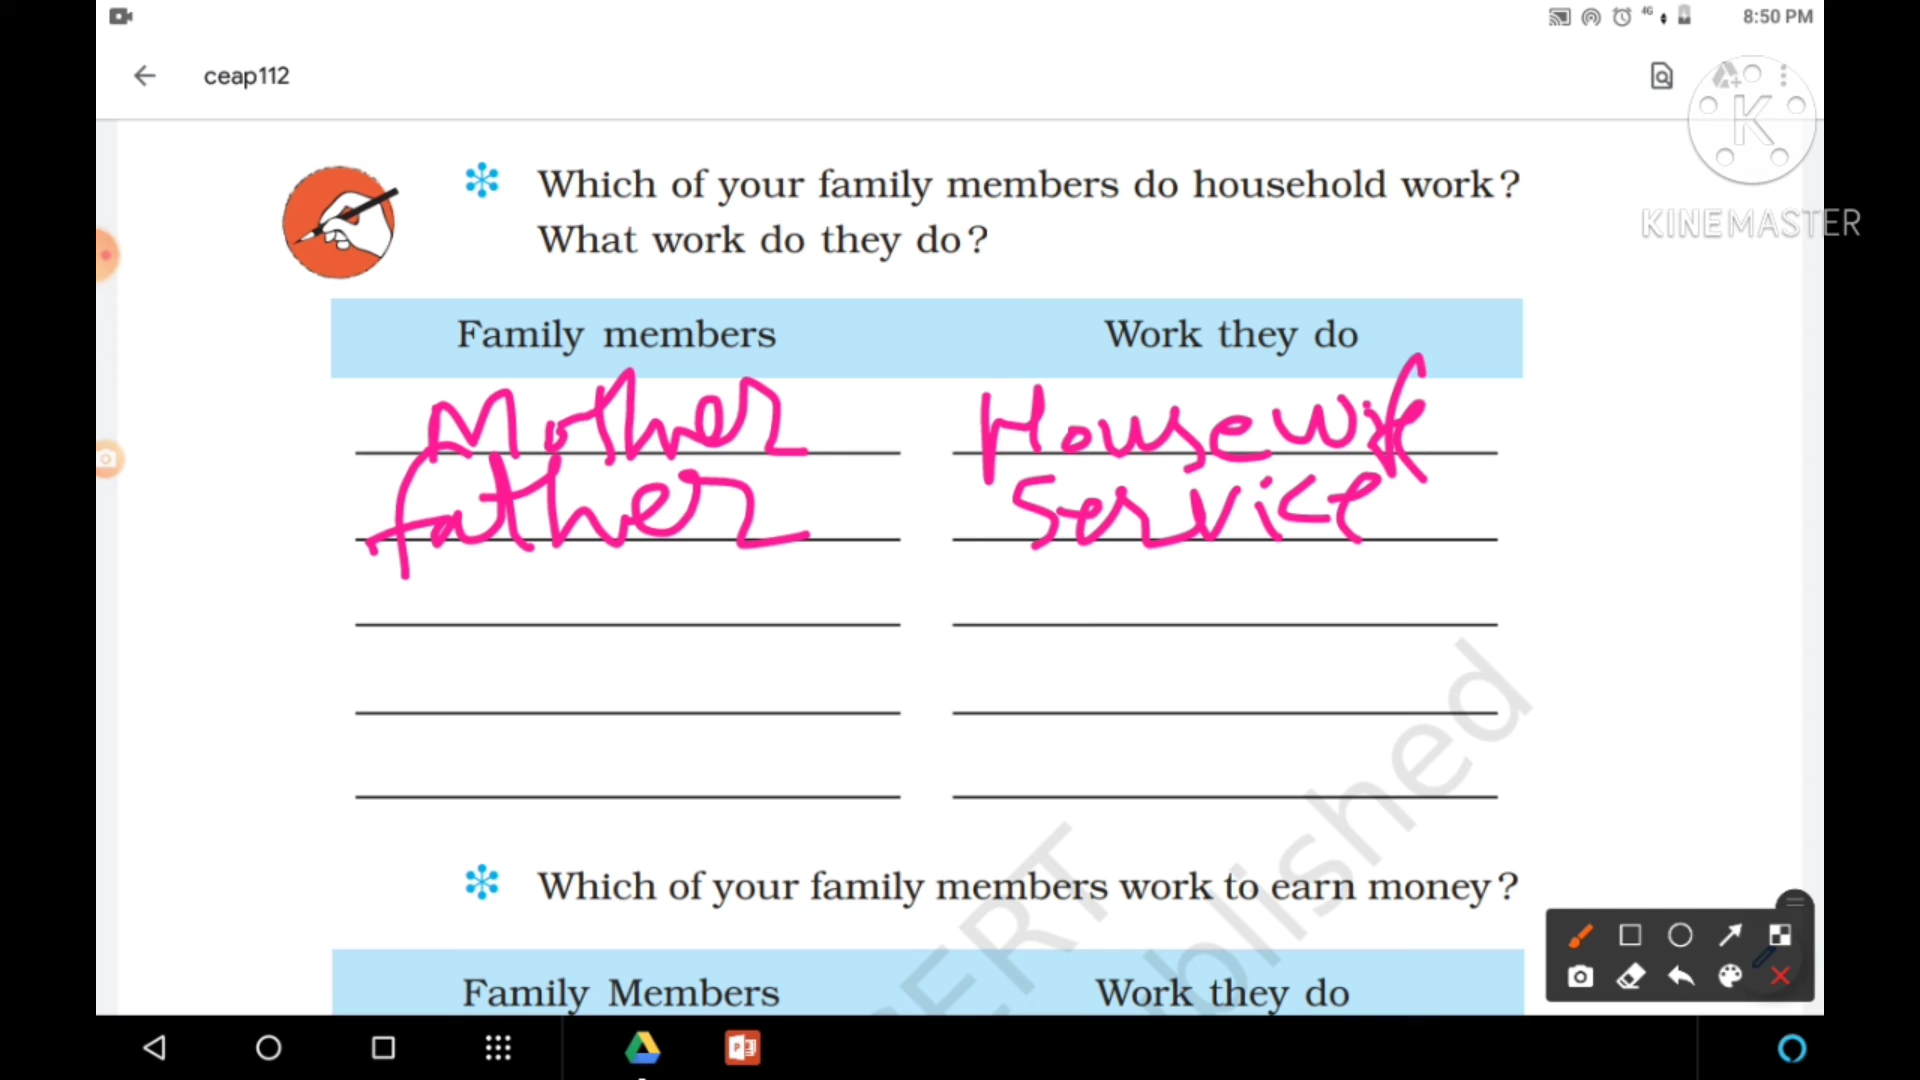 8:50 PM
4G
ceap112
K
KINEMASTER
Which of your family members do household work?
What work do they do?
Family members Work they do
Mother Housewife
father Service
Which of your family members work to earn money?
Family Members Work they do